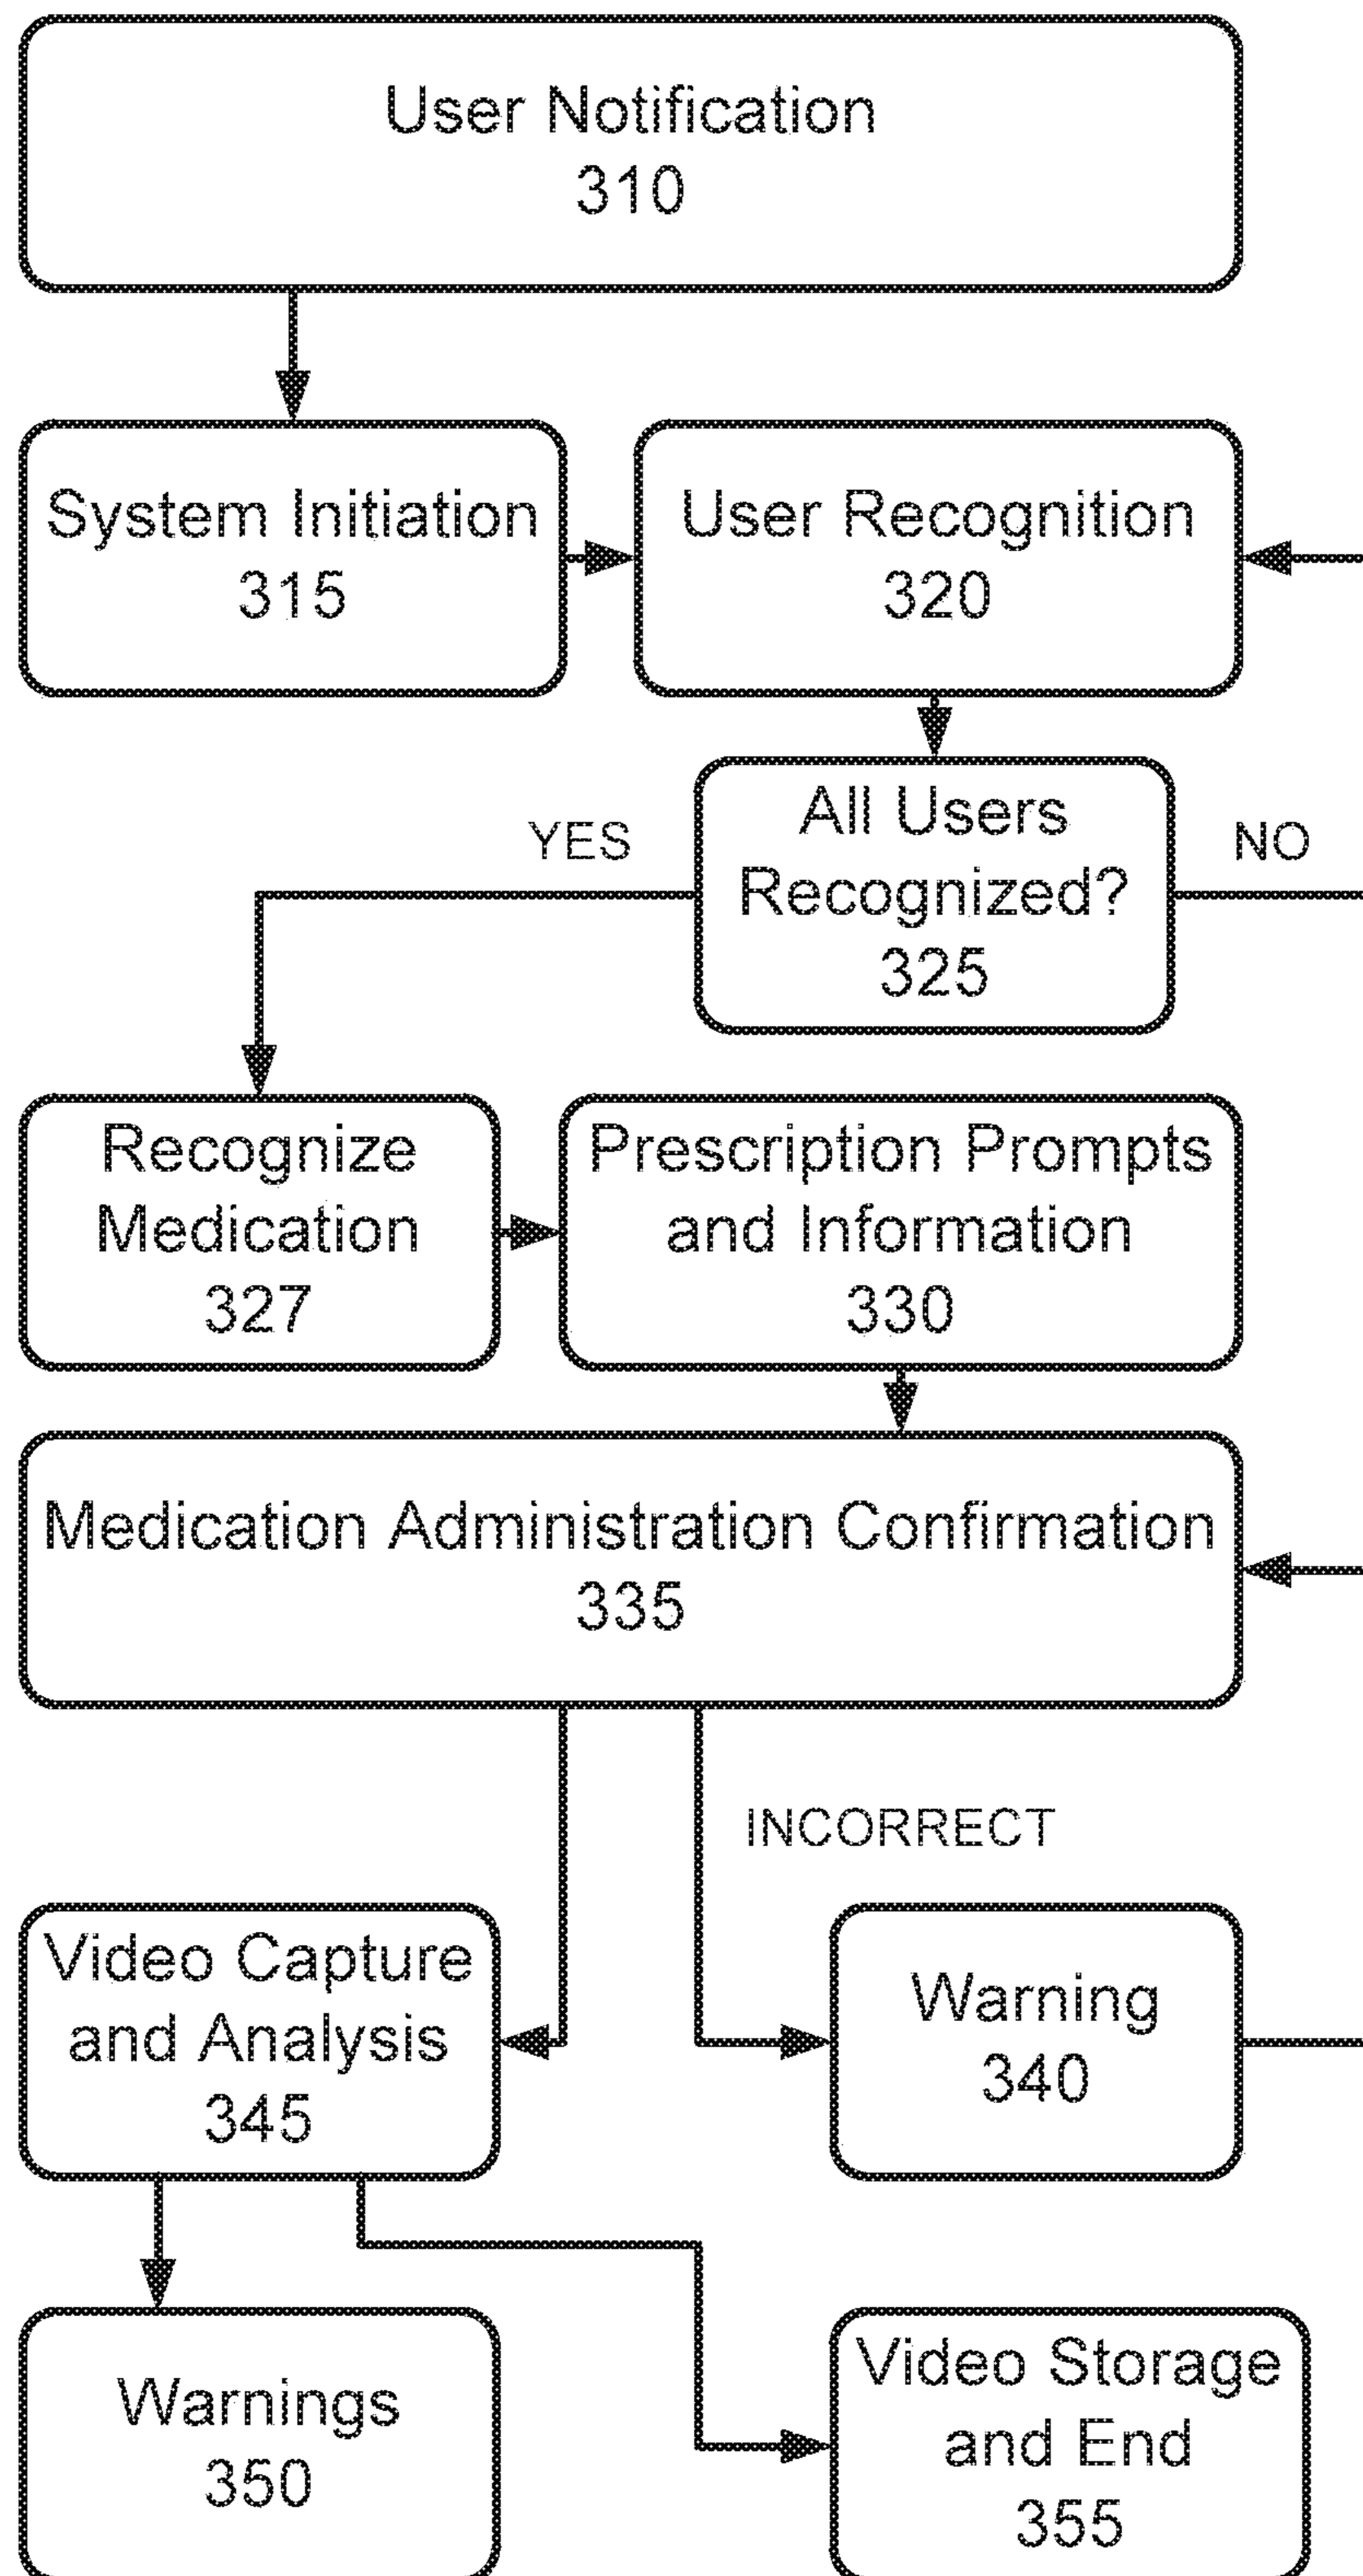 User Notification
310
System Initiation
315
User Recognition
320
All Users
Recognized?
325
YES
NO
Recognize
Medication
327
Prescription Prompts
and Information
330
Medication Administration Confirmation
335
INCORRECT
Video Capture
and Analysis
345
Warning
340
Warnings
350
Video Storage
and End
355